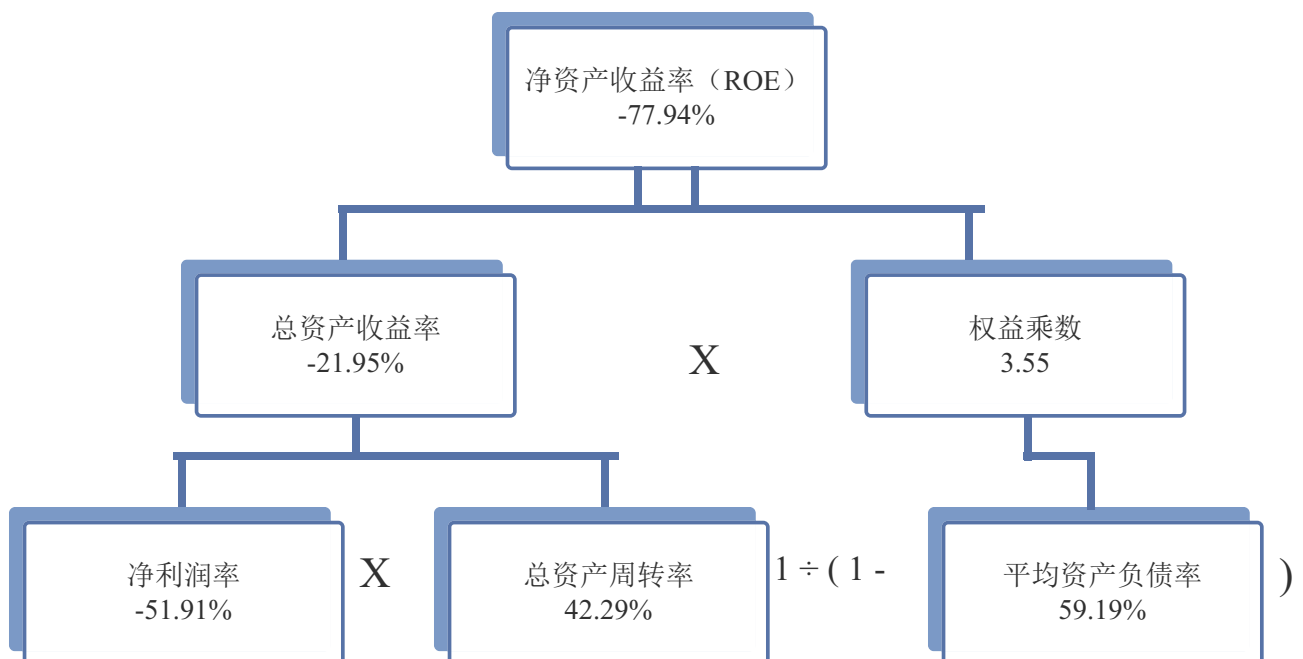 净资产收益率（ROE）
-77.94%
总资产收益率
-21.95%
X
权益乘数
3.55
净利润率
-51.91%
X
总资产周转率
42.29%
1 ÷ ( 1 -
平均资产负债率
59.19%
)